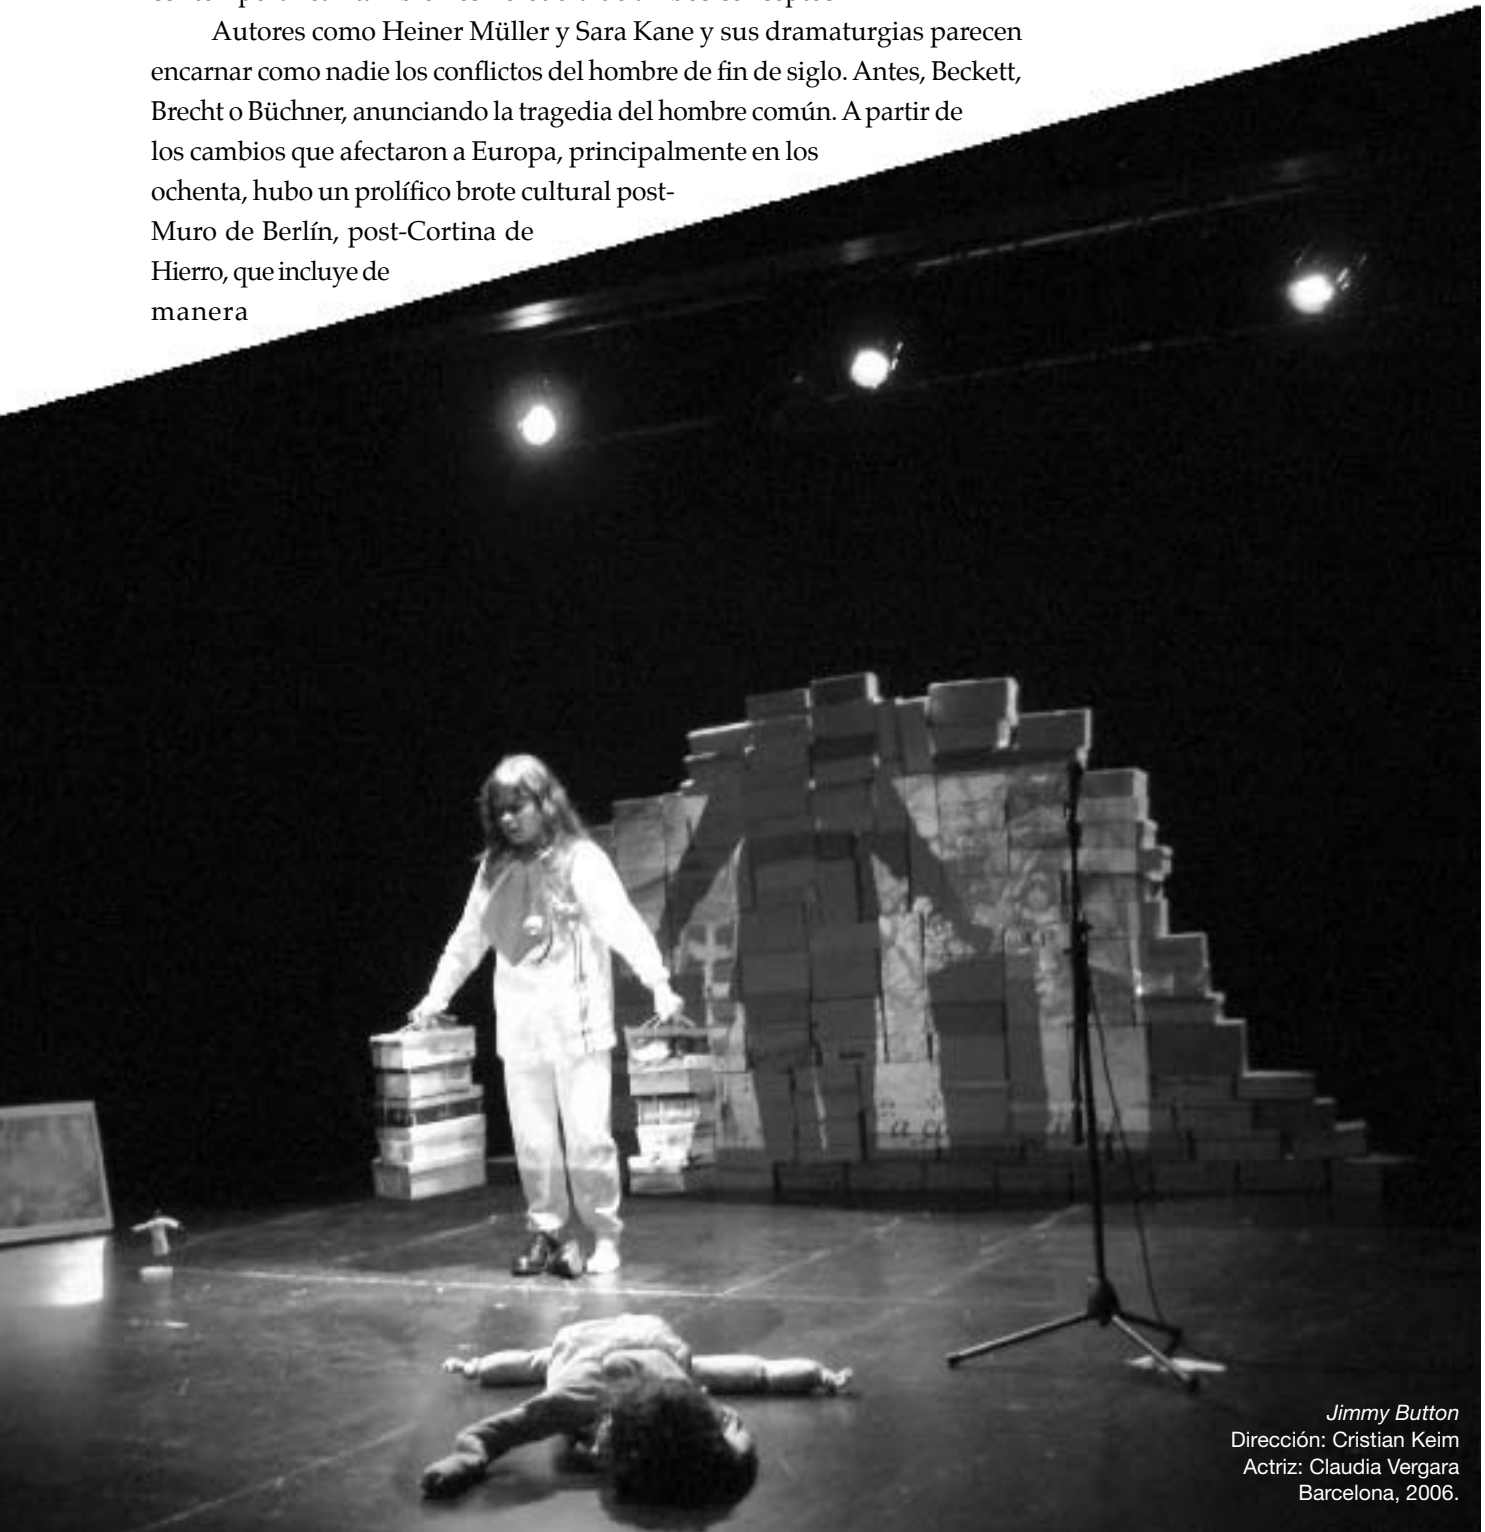 Autores como Heiner Müller y Sara Kane y sus dramaturgias parecen
encarnar como nadie los conflictos del hombre de fin de siglo. Antes, Beckett,
Brecht o Büchner, anunciando la tragedia del hombre común. A partir de
los cambios que afectaron a Europa, principalmente en los
ochenta, hubo un prolífico brote cultural post-
Muro de Berlín, post-Cortina de
Hierro, que incluye de
manera
Jimmy Button
Dirección: Cristian Keim
Actriz: Claudia Vergara
Barcelona, 2006.